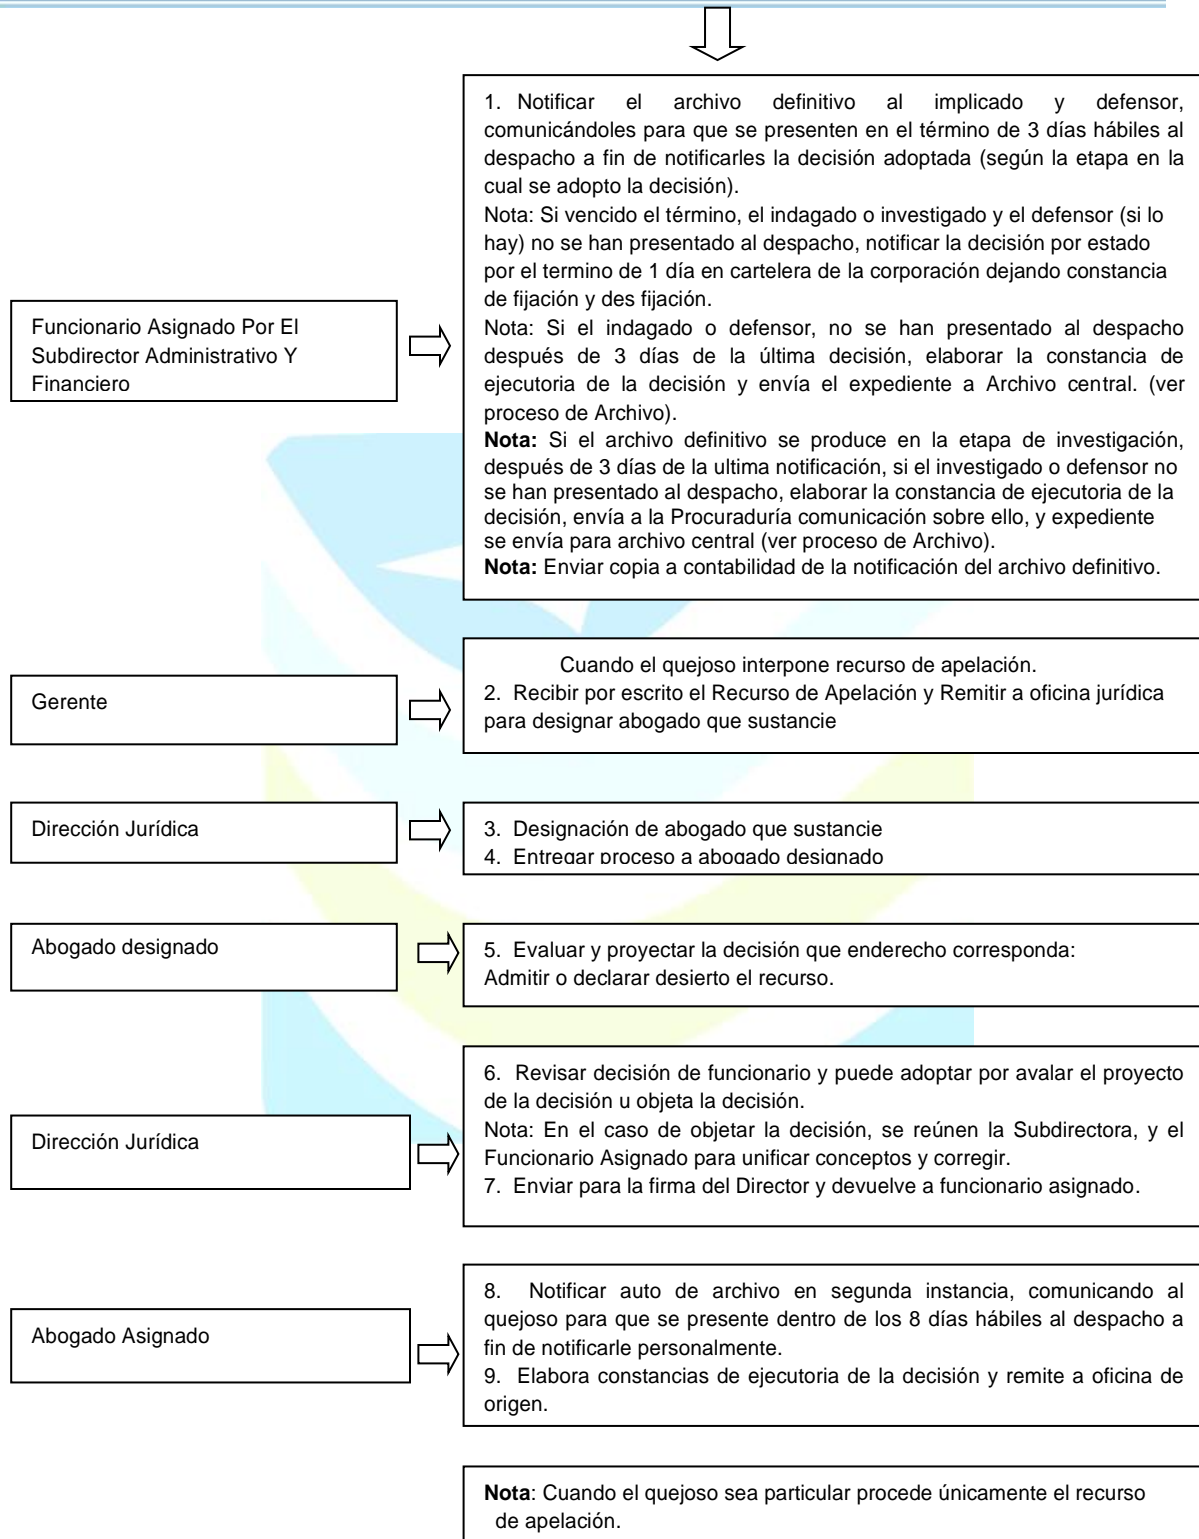 1. Notificar el archivo definitivo al implicado y defensor,
comunicándoles para que se presenten en el término de 3 días hábiles al
despacho a fin de notificarles la decisión adoptada (según la etapa en la
cual se adopto la decisión).
Nota: Si vencido el término, el indagado o investigado y el defensor (si lo
hay) no se han presentado al despacho, notificar la decisión por estado
por el termino de 1 día en cartelera de la corporación dejando constancia
de fijación y des fijación.
Funcionario Asignado Por El
Subdirector Administrativo Y
Financiero
Nota: Si el indagado o defensor, no se han presentado al despacho
después de 3 días de la última decisión, elaborar la constancia de
ejecutoria de la decisión y envía el expediente a Archivo central. (ver
proceso de Archivo).
Nota: Si el archivo definitivo se produce en la etapa de investigación,
después de 3 días de la ultima notificación, si el investigado o defensor no
se han presentado al despacho, elaborar la constancia de ejecutoria de la
decisión, envía a la Procuraduría comunicación sobre ello, y expediente
se envía para archivo central (ver proceso de Archivo).
Nota: Enviar copia a contabilidad de la notificación del archivo definitivo.
Gerente
Cuando el quejoso interpone recurso de apelación.
2. Recibir por escrito el Recurso de Apelación y Remitir a oficina jurídica
para designar abogado que sustancie
Dirección Jurídica
3. Designación de abogado que sustancie
4. Entregar proceso a abogado designado
Abogado designado
5. Evaluar y proyectar la decisión que enderecho corresponda:
Admitir o declarar desierto el recurso.
Dirección Jurídica
6. Revisar decisión de funcionario y puede adoptar por avalar el proyecto
de la decisión u objeta la decisión.
Nota: En el caso de objetar la decisión, se reúnen la Subdirectora, y el
Funcionario Asignado para unificar conceptos y corregir.
7. Enviar para la firma del Director y devuelve a funcionario asignado.
Abogado Asignado
8. Notificar auto de archivo en segunda instancia, comunicando al
quejoso para que se presente dentro de los 8 días hábiles al despacho a
fin de notificarle personalmente.
9. Elabora constancias de ejecutoria de la decisión y remite a oficina de
origen.
Nota: Cuando el quejoso sea particular procede únicamente el recurso
de apelación.